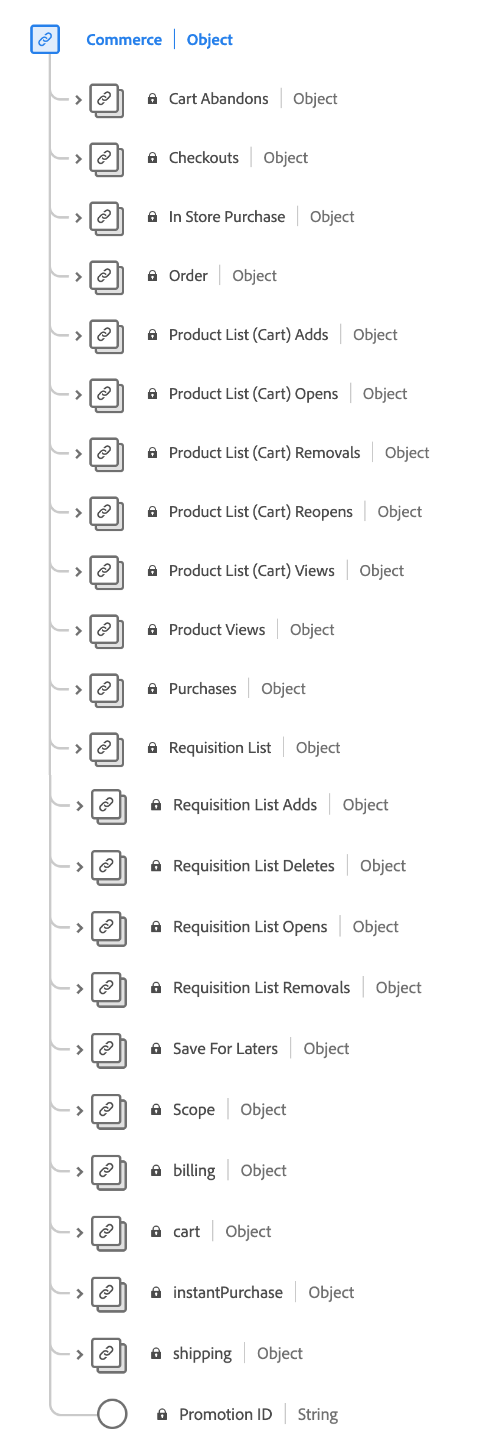 Commerce | Object
Cart Abandons | Object
Checkouts | Object
In Store Purchase | Object
Order | Object
Product List (Cart) Adds | Object
Product List (Cart) Opens | Object
Product List (Cart) Removals | Object
Product List (Cart) Reopens | Object
Product List (Cart) Views | Object
Product Views | Object
Purchases | Object
Requisition List | Object
Requisition List Adds | Object
Requisition List Deletes | Object
Requisition List Opens | Object
Requisition List Removals | Object
Save For Laters | Object
Scope | Object
billing | Object
cart | Object
instantPurchase | Object
shipping | Object
Promotion ID | String